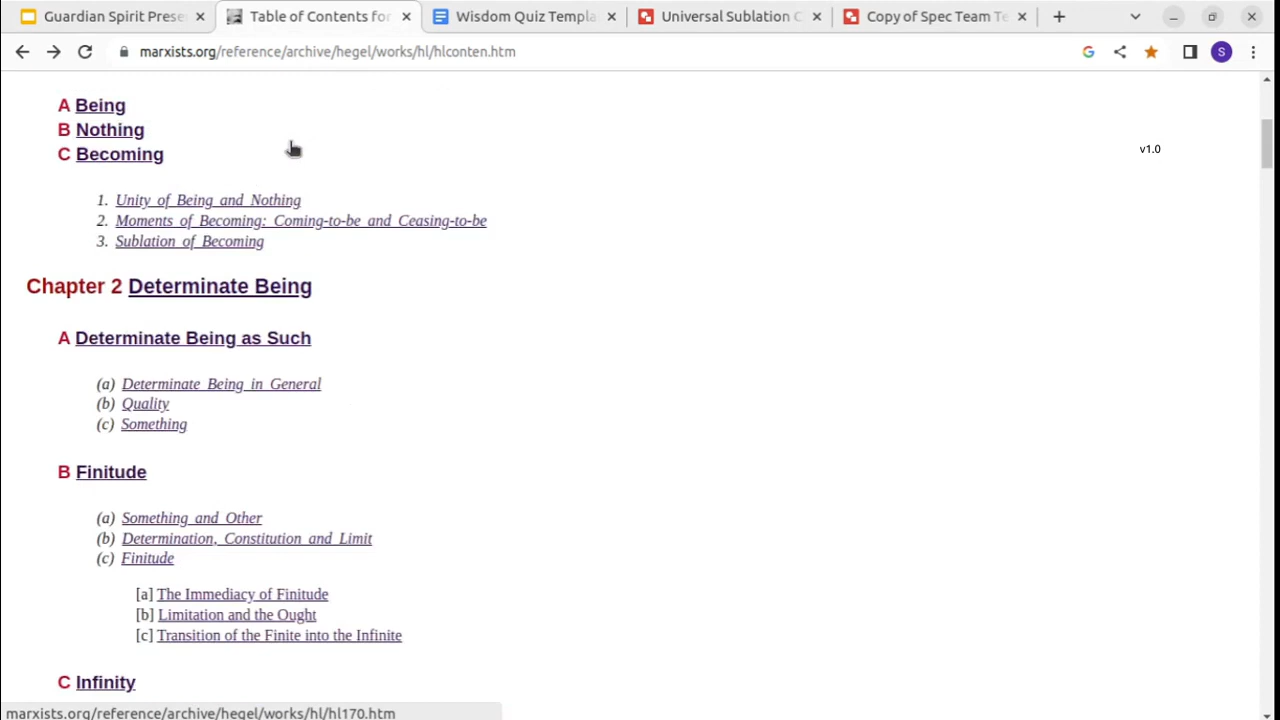 Guardian Spirit Prese
Table of Contents for
Wisdom Quiz Templa
Universal Sublation C
Copy of Spec Team Te
marxists.org/reference/archive/hegel/works/hl/hlconten.htm
S
A Being
B Nothing
C Becoming
v1.0
1. Unity of Being and Nothing
2. Moments of Becoming: Coming-to-be and Ceasing-to-be
3. Sublation of Becoming
Chapter 2 Determinate Being
A Determinate Being as Such
(a) Determinate Being in General
(b) Quality
(c) Something
B Finitude
(a) Something and Other
(b) Determination, Constitution and Limit
(c) Finitude
[a] The Immediacy of Finitude
[b] Limitation and the Ought
[c] Transition of the Finite into the Infinite
C Infinity
marxists.org/reference/archive/hegel/works/hl/hl170.htm